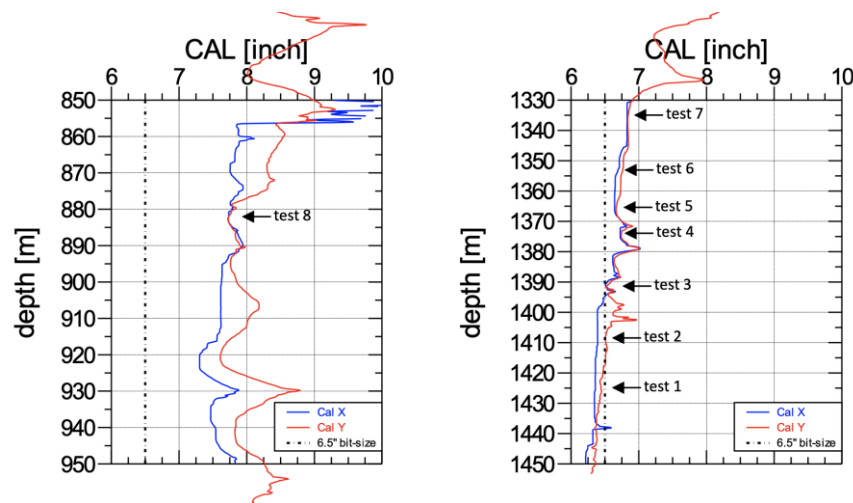 CAL [inch]
6 7 8 9 10
850
860
870
880
890
900
910
920
930
940
950
depth [m]
test 8
Cal X
Cal Y
6.5" bit-size
CAL [inch]
6 7 8 9 10
1330
1340
1350
1360
1370
1380
1390
1400
1410
1420
1430
1440
1450
depth [m]
test 7
test 6
test 5
test 4
test 3
test 2
test 1
Cal X
Cal Y
6.5" bit-size